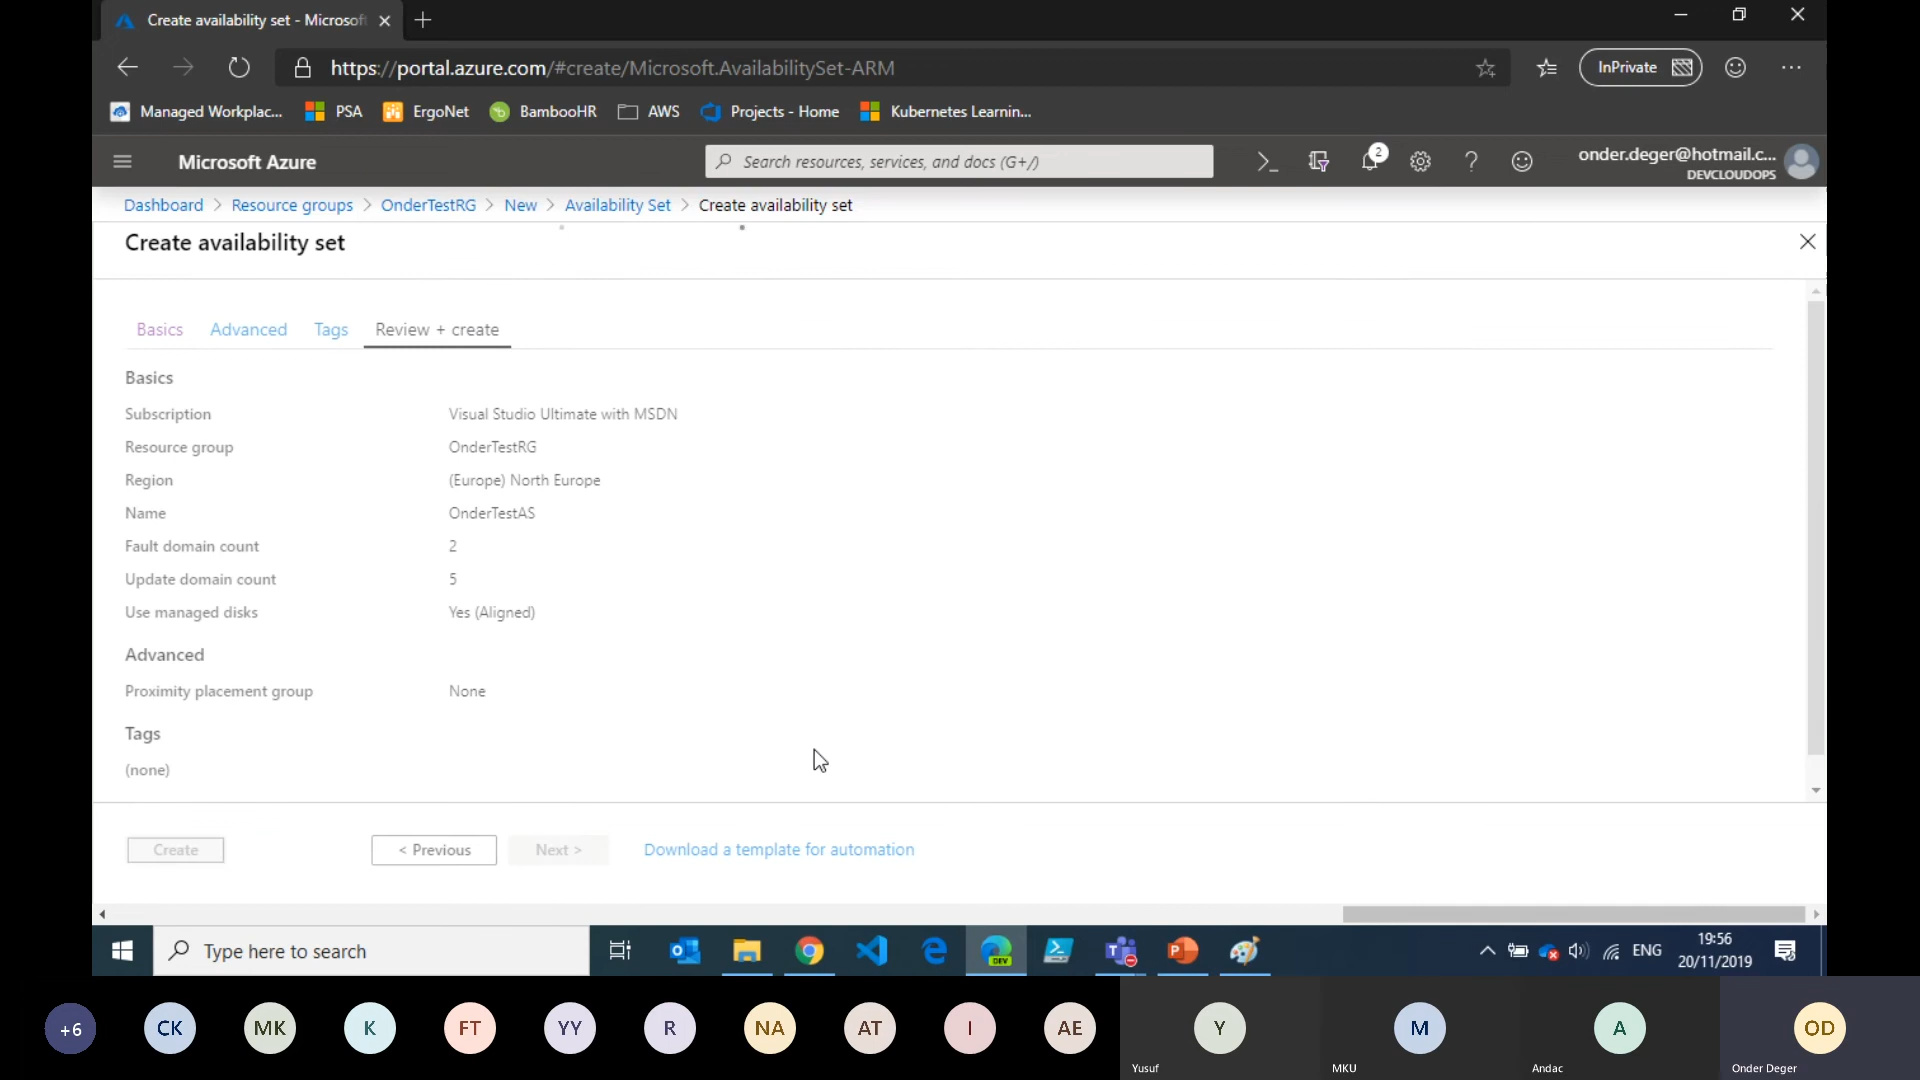 Create availability set - Microsoft
https://portal.azure.com/#create/Microsoft.AvailabilitySet-ARM
InPrivate
Managed Workplac... PSA ErgoNet BambooHR AWS Projects - Home Kubernetes Learnin...
Microsoft Azure
Search resources, services, and docs (G+/)
2
onder.deger@hotmail.c...
DEVCLOUDOPS
Dashboard > Resource groups > OnderTestRG > New > Availability Set > Create availability set
Create availability set
Basics Advanced Tags Review + create
Basics
Subscription Visual Studio Ultimate with MSDN
Resource group OnderTestRG
Region (Europe) North Europe
Name OnderTestAS
Fault domain count 2
Update domain count 5
Use managed disks Yes (Aligned)
Advanced
Proximity placement group None
Tags
(none)
Create < Previous Next > Download a template for automation
Type here to search
DEV
ENG
19:56
20/11/2019
+6 CK MK K FT YY R NA AT I AE Y M A OD
Yusuf MKU Andac Onder Deger